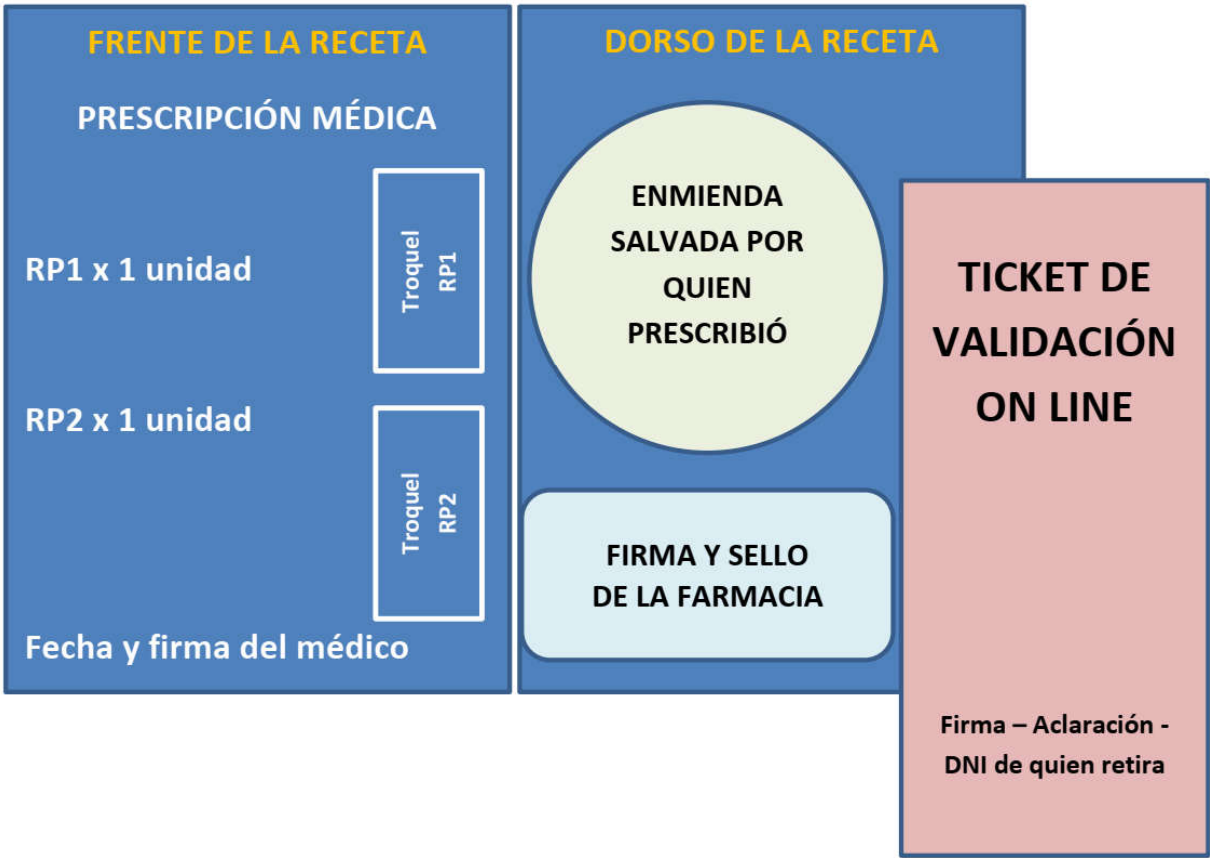 FRENTE DE LA RECETA
PRESCRIPCIÓN MÉDICA
RP1 x 1 unidad
Troquel
RP1
RP2 x 1 unidad
Troquel
RP2
Fecha y firma del médico
DORSO DE LA RECETA
ENMIENDA
SALVADA POR
QUIEN
PRESCRIBIÓ
FIRMA Y SELLO
DE LA FARMACIA
TICKET DE
VALIDACIÓN
ON LINE
Firma – Aclaración -
DNI de quien retira